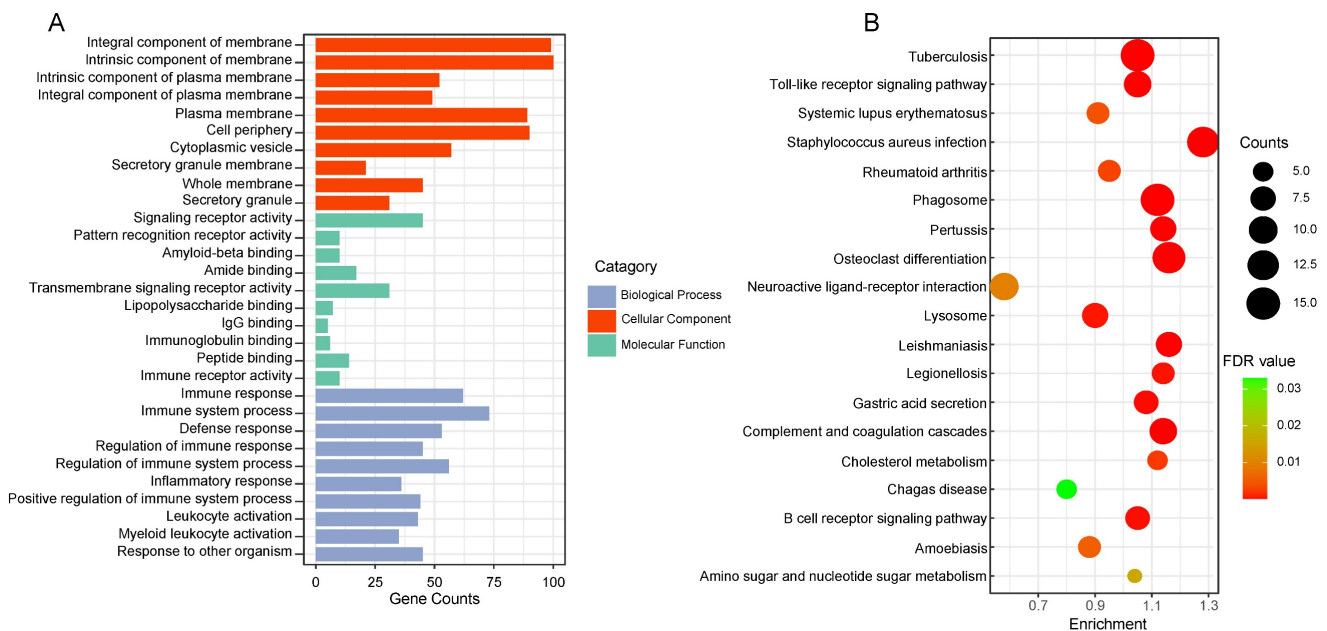 A
Integral component of membrane
Intrinsic component of membrane
Intrinsic component of plasma membrane
Integral component of plasma membrane
Plasma membrane
Cell periphery
Cytoplasmic vesicle
Secretory granule membrane
Whole membrane
Secretory granule
Signaling receptor activity
Pattern recognition receptor activity
Amyloid-beta binding
Amide binding
Transmembrane signaling receptor activity
Lipopolysaccharide binding
IgG binding
Immunoglobulin binding
Peptide binding
Immune receptor activity
Immune response
Immune system process
Defense response
Regulation of immune response
Regulation of immune system process
Inflammatory response
Positive regulation of immune system process
Leukocyte activation
Myeloid leukocyte activation
Response to other organism
0 25 50 75 100
Gene Counts
Catagory
Biological Process
Cellular Component
Molecular Function
B
Tuberculosis
Toll-like receptor signaling pathway
Systemic lupus erythematosus
Staphylococcus aureus infection
Rheumatoid arthritis
Phagosome
Pertussis
Osteoclast differentiation
Neuroactive ligand-receptor interaction
Lysosome
Leishmaniasis
Legionellosis
Gastric acid secretion
Complement and coagulation cascades
Cholesterol metabolism
Chagas disease
B cell receptor signaling pathway
Amoebiasis
Amino sugar and nucleotide sugar metabolism
0.7 0.9 1.1 1.3
Enrichment
Counts
5.0
7.5
10.0
12.5
15.0
FDR value
0.03
0.02
0.01